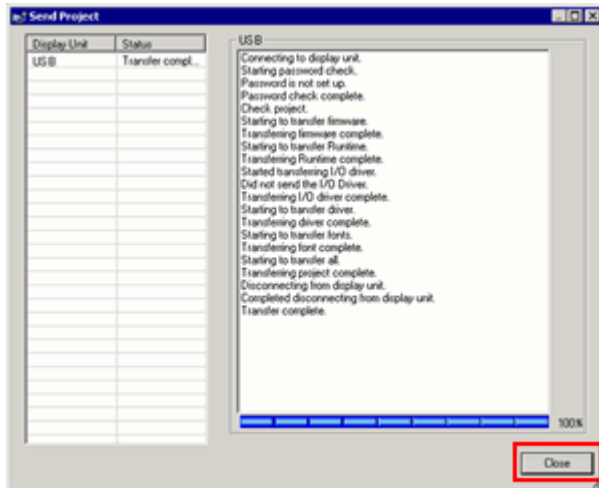 Send Project
Display Unit Status
USB Transfer compl...
USB
Connecting to display unit.
Starting password check.
Password is not set up.
Password check complete.
Check project.
Starting to transfer firmware.
Transferring firmware complete.
Starting to transfer Runtime.
Transferring Runtime complete.
Started transferring I/O driver.
Did not send the I/O Driver.
Transferring I/O driver complete.
Starting to transfer driver.
Transferring driver complete.
Starting to transfer fonts.
Transferring font complete.
Starting to transfer all.
Transferring project complete.
Disconnecting from display unit.
Completed disconnecting from display unit.
Transfer complete.
100%
Close